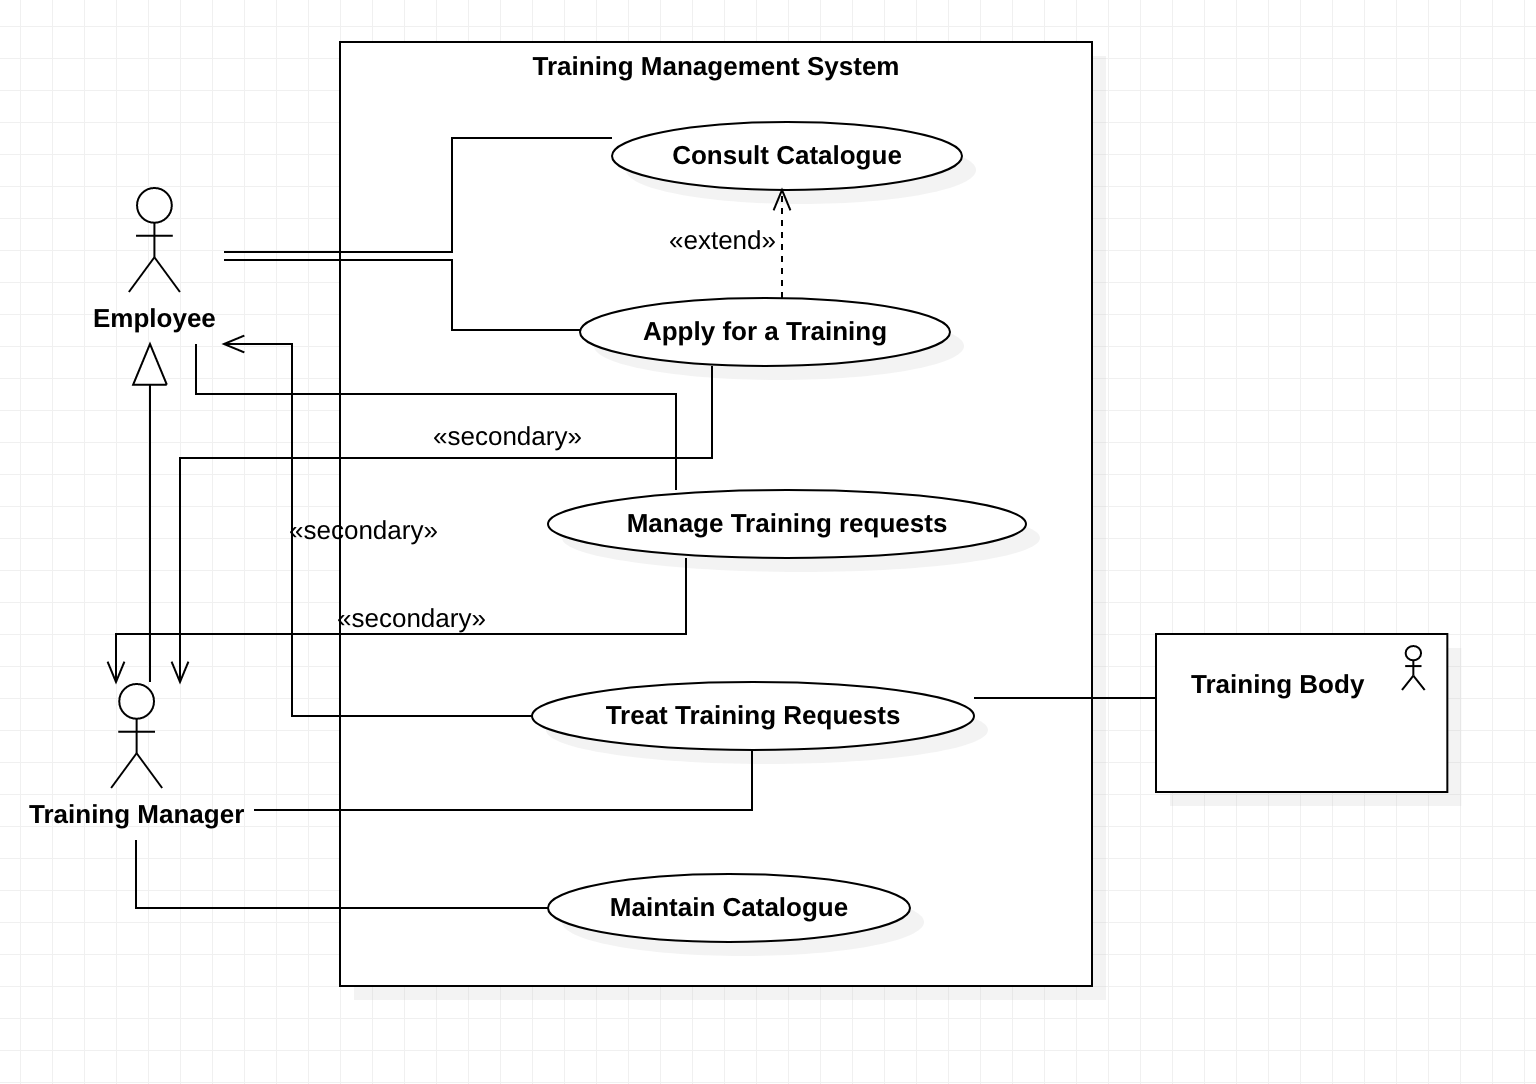 Training Management System
Consult Catalogue
«extend»
Employee
Apply for a Training
«secondary»
«secondary»
Manage Training requests
«secondary»
Training Body
Treat Training Requests
Training Manager
Maintain Catalogue